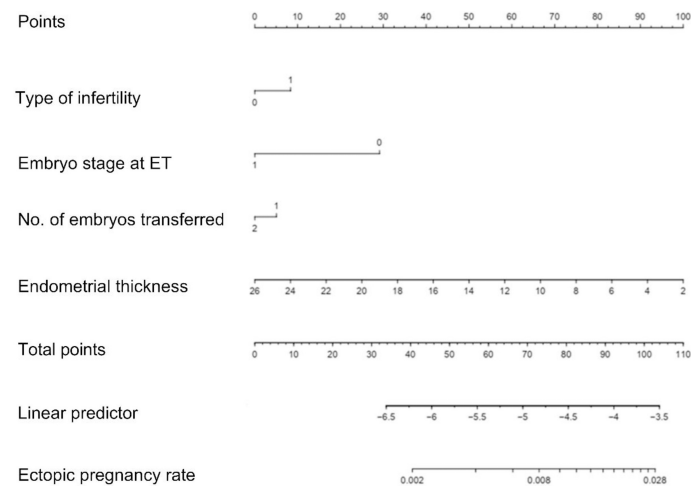 Points 0 10 20 30 40 50 60 70 80 90 100
1
Type of infertility
0
0
Embryo stage at ET
1
1
No. of embryos transferred
2
Endometrial thickness
26 24 22 20 18 16 14 12 10 8 6 4 2
Total points
0 10 20 30 40 50 60 70 80 90 100 110
Linear predictor
-6.5 -6 -5.5 -5 -4.5 -4 -3.5
Ectopic pregnancy rate
0.002 0.008 0.028